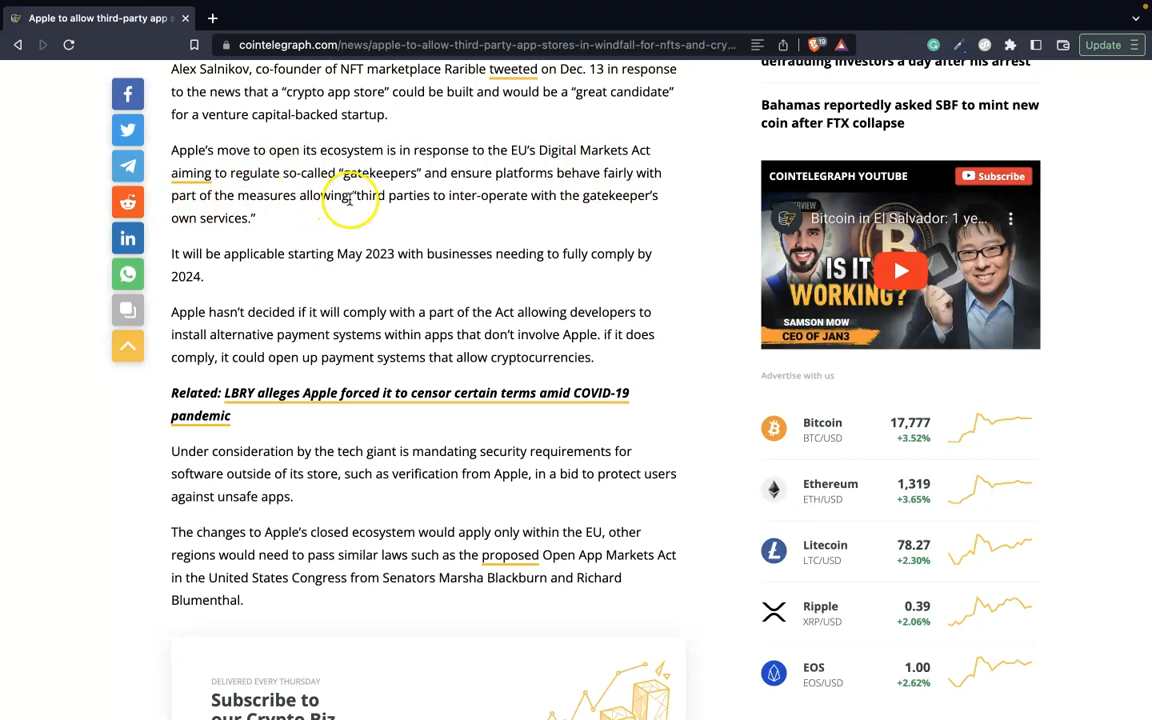 Apple to allow third-party app s
cointelegraph.com/news/apple-to-allow-third-party-app-stores-in-windfall-for-nfts-and-cry...
19
Update
Alex Salnikov, co-founder of NFT marketplace Rarible tweeted on Dec. 13 in response
to the news that a “crypto app store” could be built and would be a “great candidate”
for a venture capital-backed startup.
Apple’s move to open its ecosystem is in response to the EU’s Digital Markets Act
aiming to regulate so-called “gatekeepers” and ensure platforms behave fairly with
part of the measures allowing “third parties to inter-operate with the gatekeeper’s
own services.”
It will be applicable starting May 2023 with businesses needing to fully comply by
2024.
Apple hasn’t decided if it will comply with a part of the Act allowing developers to
install alternative payment systems within apps that don’t involve Apple. if it does
comply, it could open up payment systems that allow cryptocurrencies.
Related: LBRY alleges Apple forced it to censor certain terms amid COVID-19
pandemic
Under consideration by the tech giant is mandating security requirements for
software outside of its store, such as verification from Apple, in a bid to protect users
against unsafe apps.
The changes to Apple’s closed ecosystem would apply only within the EU, other
regions would need to pass similar laws such as the proposed Open App Markets Act
in the United States Congress from Senators Marsha Blackburn and Richard
Blumenthal.
DELIVERED EVERY THURSDAY
Subscribe to
our Crypto Biz
defrauding investors a day after his arrest
Bahamas reportedly asked SBF to mint new
coin after FTX collapse
COINTELEGRAPH YOUTUBE
Subscribe
INTERVIEW
Bitcoin in El Salvador: 1 ye...
IS IT
WORKING?
SAMSON MOW
CEO OF JAN3
Advertise with us
Bitcoin 17,777
BTC/USD +3.52%
Ethereum 1,319
ETH/USD +3.65%
Litecoin 78.27
LTC/USD +2.30%
Ripple 0.39
XRP/USD +2.06%
EOS 1.00
EOS/USD +2.62%